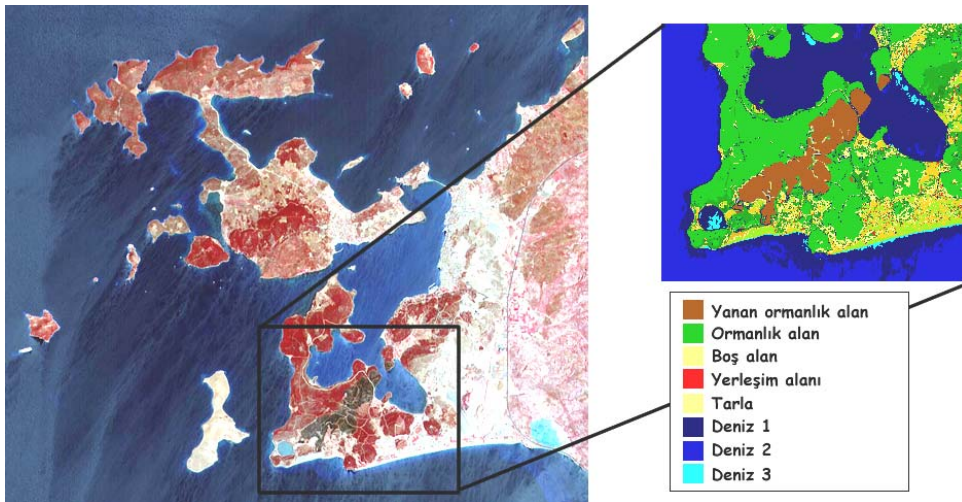 Yanan ormanlık alan
Ormanlık alan
Boş alan
Yerleşim alanı
Tarla
Deniz 1
Deniz 2
Deniz 3